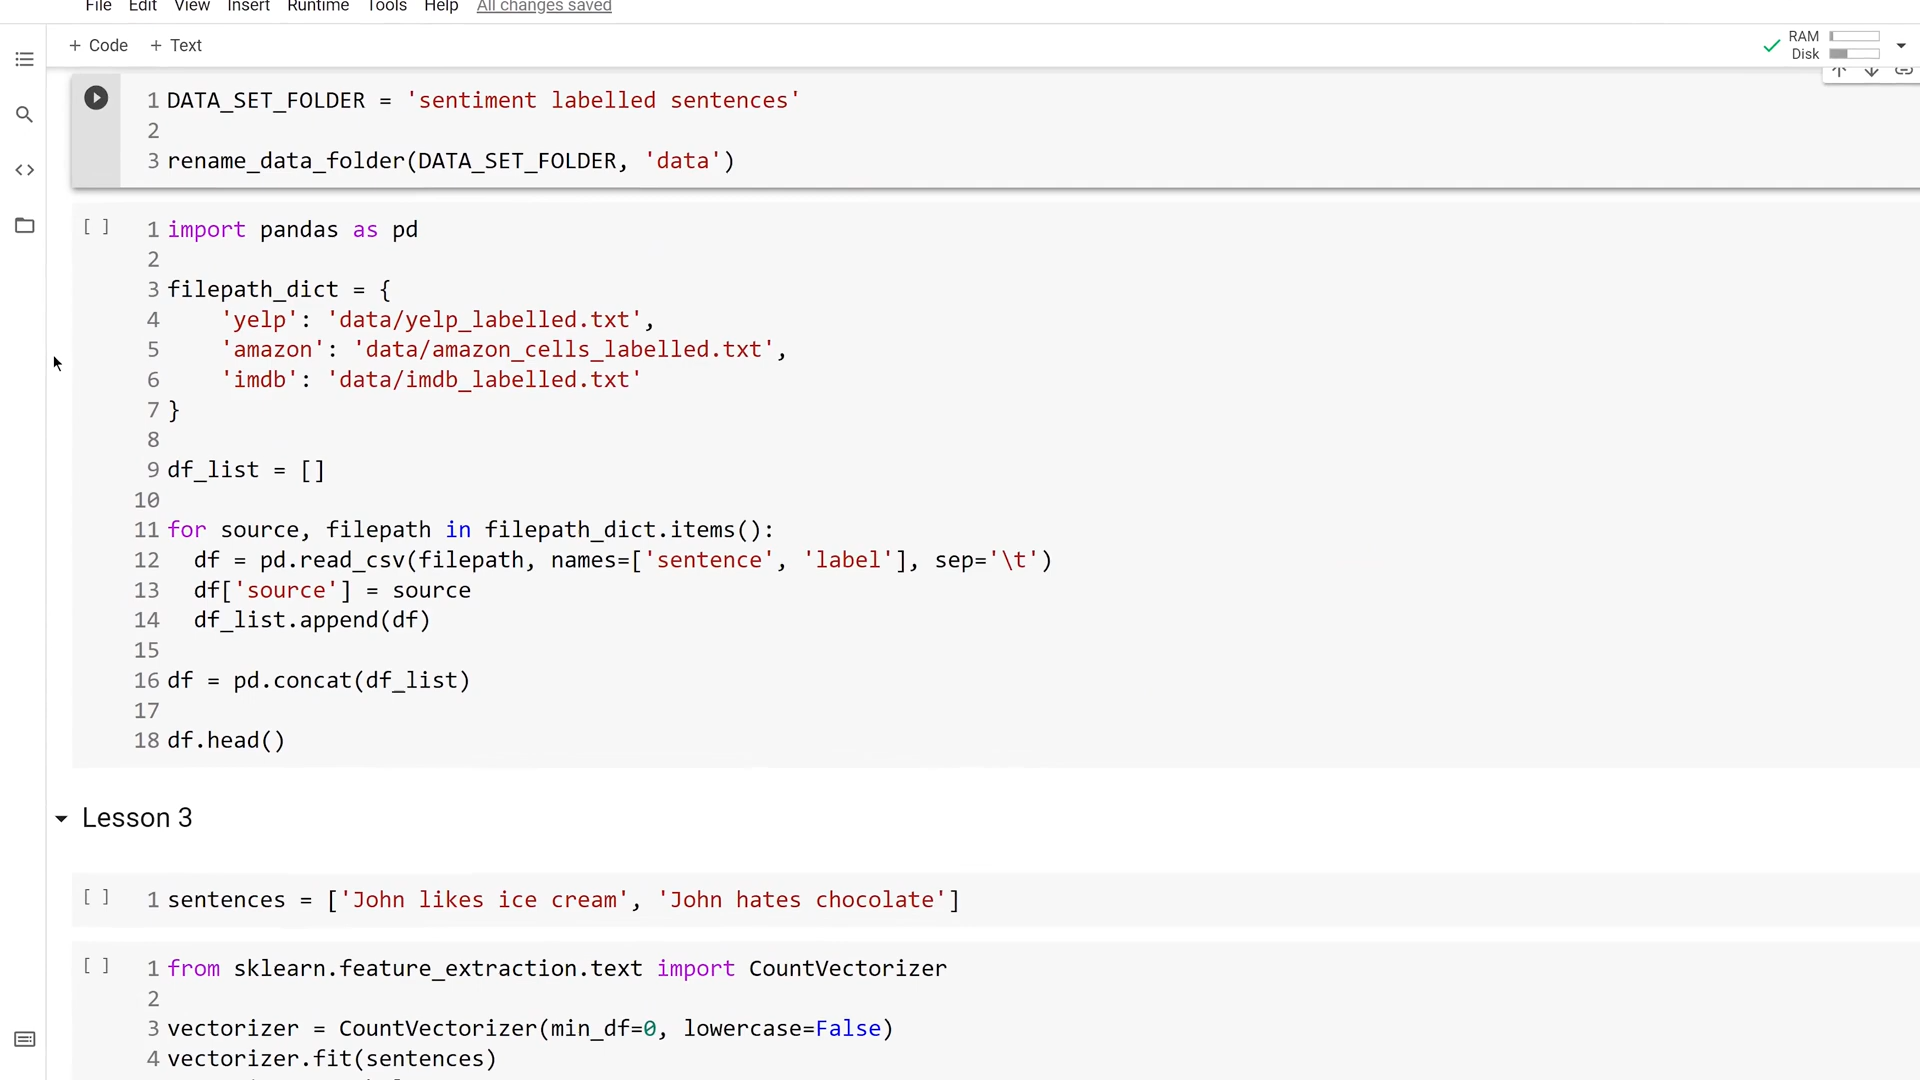 File Edit View Insert Runtime Tools Help All changes saved
+ Code + Text
RAM
Disk
1 DATA_SET_FOLDER = 'sentiment labelled sentences'
2
3 rename_data_folder(DATA_SET_FOLDER, 'data')
[ ] 1 import pandas as pd
2
3 filepath_dict = {
4 'yelp': 'data/yelp_labelled.txt',
5 'amazon': 'data/amazon_cells_labelled.txt',
6 'imdb': 'data/imdb_labelled.txt'
7 }
8
9 df_list = []
10
11 for source, filepath in filepath_dict.items():
12 df = pd.read_csv(filepath, names=['sentence', 'label'], sep='\t')
13 df['source'] = source
14 df_list.append(df)
15
16 df = pd.concat(df_list)
17
18 df.head()
Lesson 3
[ ] 1 sentences = ['John likes ice cream', 'John hates chocolate']
[ ] 1 from sklearn.feature_extraction.text import CountVectorizer
2
3 vectorizer = CountVectorizer(min_df=0, lowercase=False)
4 vectorizer.fit(sentences)